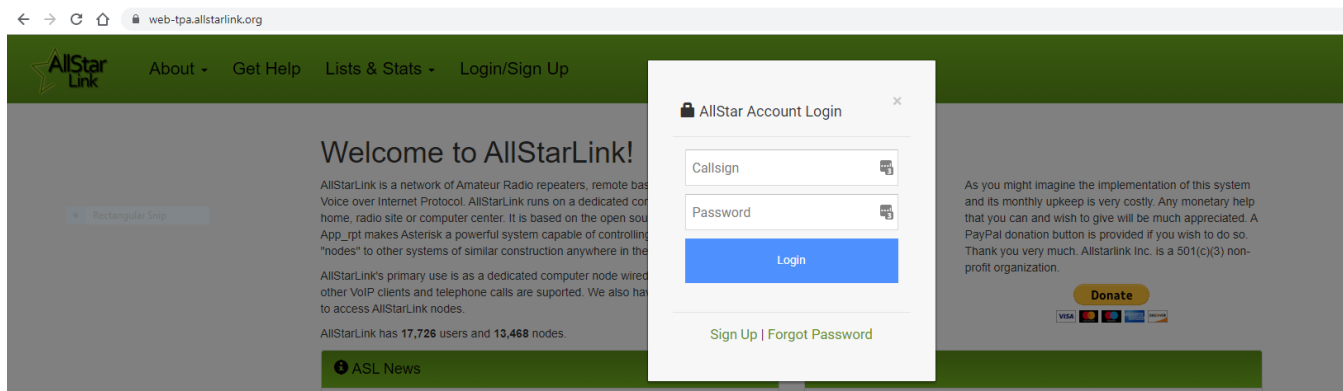 web-tpa.allstarlink.org
AllStar
Link
About
Get Help
Lists & Stats
Login/Sign Up
AllStar Account Login
×
Callsign
Password
Login
Sign Up | Forgot Password
Welcome to AllStarLink!
AllStarLink is a network of Amateur Radio repeaters, remote bas
Voice over Internet Protocol. AllStarLink runs on a dedicated co
home, radio site or computer center. It is based on the open sou
App_rpt makes Asterisk a powerful system capable of controlling
"nodes" to other systems of similar construction anywhere in the
AllStarLink's primary use is as a dedicated computer node wired
other VoIP clients and telephone calls are suported. We also ha
to access AllStarLink nodes.
AllStarLink has 17,726 users and 13,468 nodes.
Rectangular Snip
As you might imagine the implementation of this system
and its monthly upkeep is very costly. Any monetary help
that you can and wish to give will be much appreciated. A
PayPal donation button is provided if you wish to do so.
Thank you very much. Allstarlink Inc. is a 501(c)(3) non-
profit organization.
Donate
VISA
ASL News